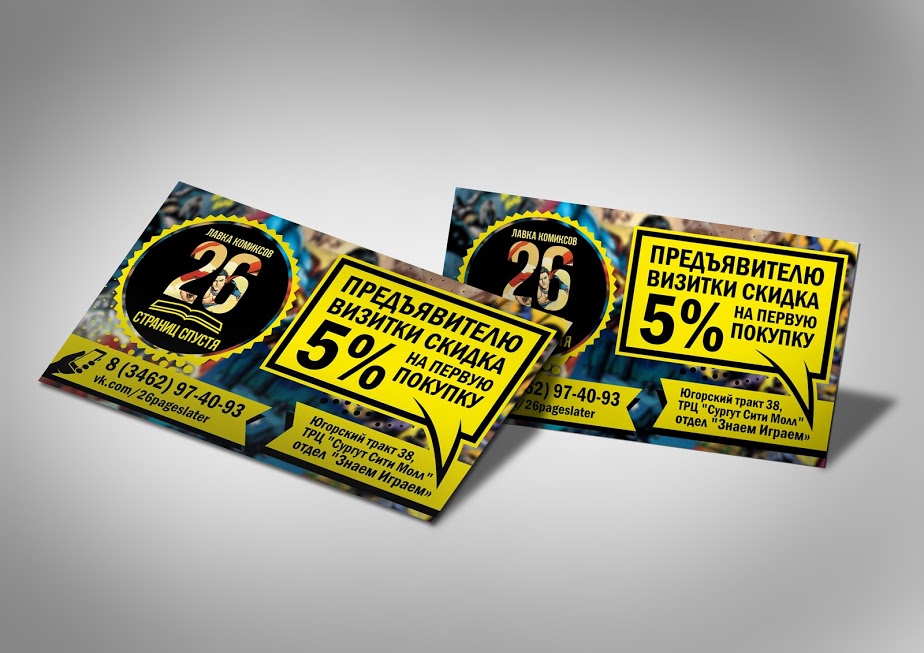 ЛАВКА КОМИКСОВ
26
СТРАНИЦ СПУСТЯ
8 (3462) 97-40-93
vk.com/26pageslater
ПРЕДЪЯВИТЕЛЮ
ВИЗИТКИ СКИДКА
5% НА ПЕРВУЮ
ПОКУПКУ
Югорский тракт 38,
ТРЦ "Сургут Сити Молл"
отдел "Знаем Играем»
ЛАВКА КОМИКСОВ
26
62) 97-40-93
/26pageslater
ПРЕДЪЯВИТЕЛЮ
ВИЗИТКИ СКИДКА
5% НА ПЕРВУЮ
ПОКУПКУ
Югорский тракт 38,
ТРЦ "Сургут Сити Молл"
отдел "Знаем Играем»